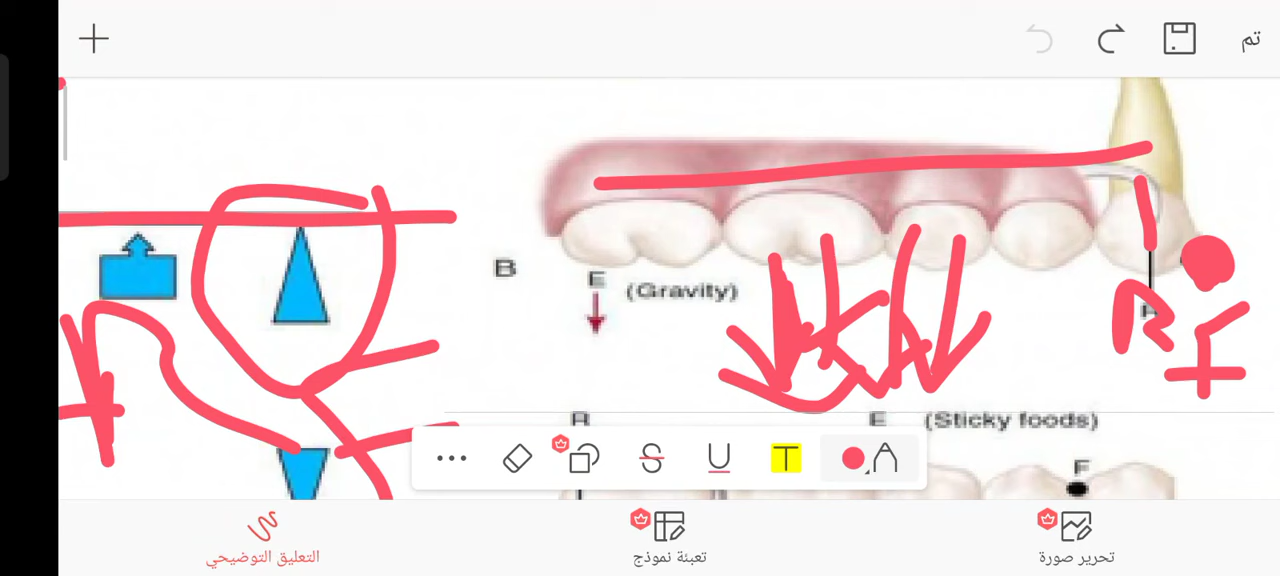 تم
B
E
(Gravity)
R
F
R
E (Sticky foods)
F
S U T
التعليق التوضيحي
تعبئة نموذج
تحرير صورة